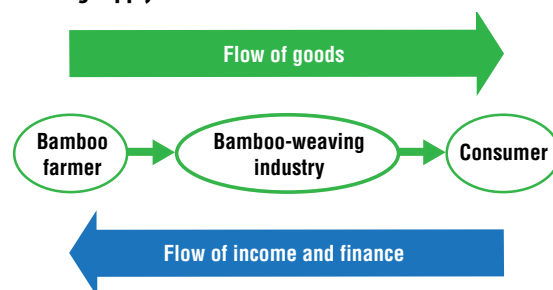 Flow of goods
Bamboo
farmer
Bamboo-weaving
industry
Consumer
Flow of income and finance